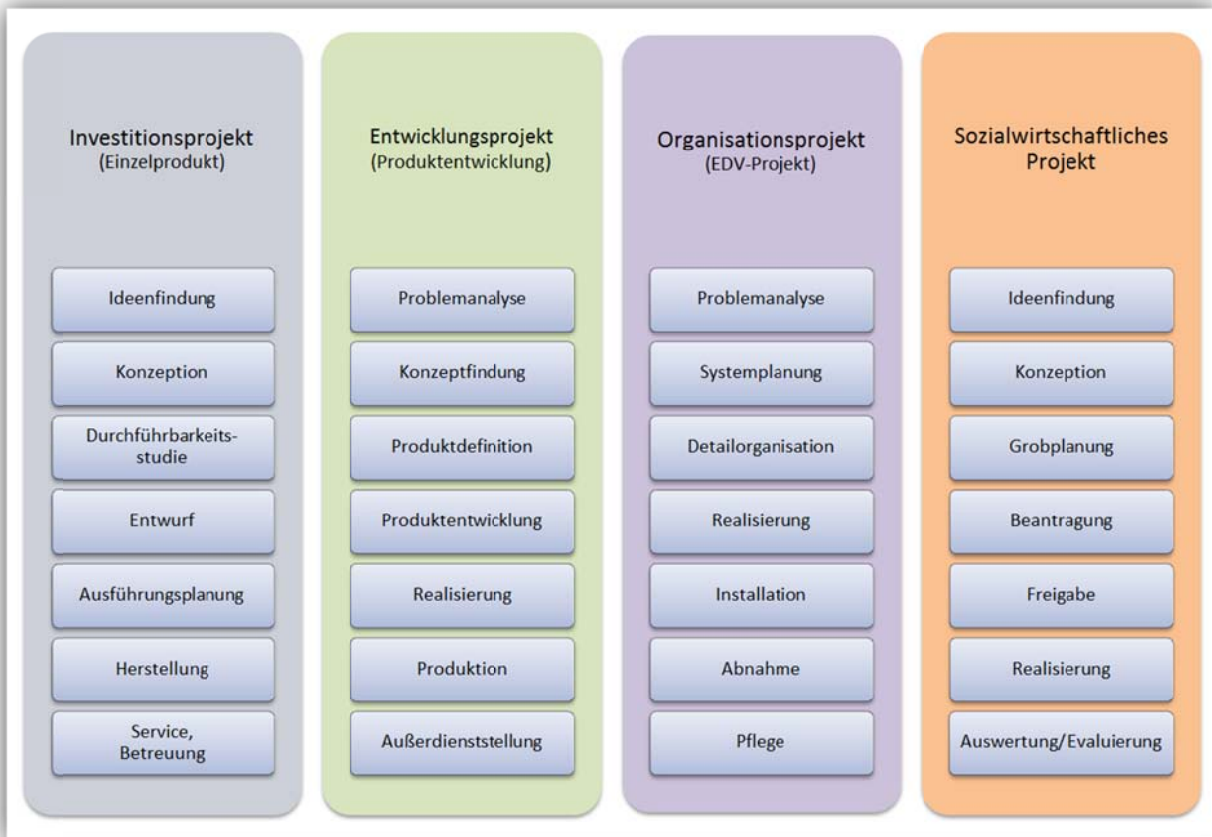 Investitionsprojekt
(Einzelprodukt)
Ideenfindung
Konzeption
Durchführbarkeits-
studie
Entwurf
Ausführungsplanung
Herstellung
Service,
Betreuung
Entwicklungsprojekt
(Produktentwicklung)
Problemanalyse
Konzeptfindung
Produktdefinition
Produktentwicklung
Realisierung
Produktion
Außerdienststellung
Organisationsprojekt
(EDV-Projekt)
Problemanalyse
Systemplanung
Detailorganisation
Realisierung
Installation
Abnahme
Pflege
Sozialwirtschaftliches
Projekt
Ideenfindung
Konzeption
Grobplanung
Beantragung
Freigabe
Realisierung
Auswertung/Evaluierung